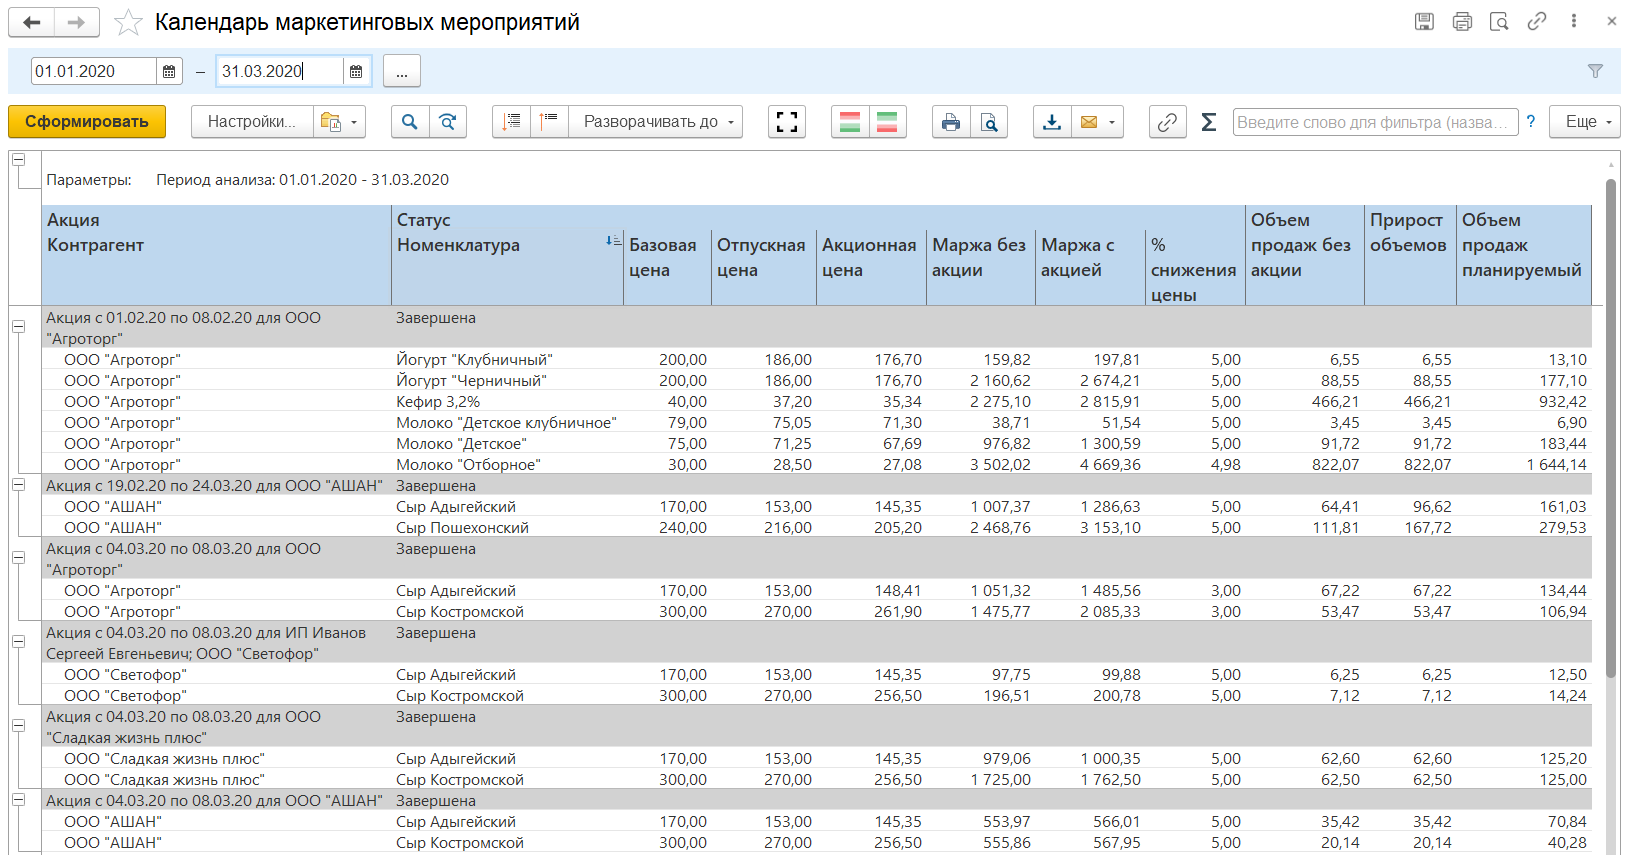 Календарь маркетинговых мероприятий
01.01.2020 – 31.03.2020 ...
Сформировать Настройки... Разворачивать до Σ Введите слово для фильтра (назва... ? Еще
Параметры: Период анализа: 01.01.2020 - 31.03.2020
Акция Статус Объем Прирост Объем
Контрагент Номенклатура Базовая Отпускная Акционная Маржа без Маржа с % продаж без объемов продаж
цена цена цена акции акцией снижения акции планируемый
цены
Акция с 01.02.20 по 08.02.20 для ООО Завершена
"Агроторг"
ООО "Агроторг" Йогурт "Клубничный" 200,00 186,00 176,70 159,82 197,81 5,00 6,55 6,55 13,10
ООО "Агроторг" Йогурт "Черничный" 200,00 186,00 176,70 2 160,62 2 674,21 5,00 88,55 88,55 177,10
ООО "Агроторг" Кефир 3,2% 40,00 37,20 35,34 2 275,10 2 815,91 5,00 466,21 466,21 932,42
ООО "Агроторг" Молоко "Детское клубничное" 79,00 75,05 71,30 38,71 51,54 5,00 3,45 3,45 6,90
ООО "Агроторг" Молоко "Детское" 75,00 71,25 67,69 976,82 1 300,59 5,00 91,72 91,72 183,44
ООО "Агроторг" Молоко "Отборное" 30,00 28,50 27,08 3 502,02 4 669,36 4,98 822,07 822,07 1 644,14
Акция с 19.02.20 по 24.03.20 для ООО "АШАН" Завершена
ООО "АШАН" Сыр Адыгейский 170,00 153,00 145,35 1 007,37 1 286,63 5,00 64,41 96,62 161,03
ООО "АШАН" Сыр Пошехонский 240,00 216,00 205,20 2 468,76 3 153,10 5,00 111,81 167,72 279,53
Акция с 04.03.20 по 08.03.20 для ООО Завершена
"Агроторг"
ООО "Агроторг" Сыр Адыгейский 170,00 153,00 148,41 1 051,32 1 485,56 3,00 67,22 67,22 134,44
ООО "Агроторг" Сыр Костромской 300,00 270,00 261,90 1 475,77 2 085,33 3,00 53,47 53,47 106,94
Акция с 04.03.20 по 08.03.20 для ИП Иванов Завершена
Сергеей Евгеньевич; ООО "Светофор"
ООО "Светофор" Сыр Адыгейский 170,00 153,00 145,35 97,75 99,88 5,00 6,25 6,25 12,50
ООО "Светофор" Сыр Костромской 300,00 270,00 256,50 196,51 200,78 5,00 7,12 7,12 14,24
Акция с 04.03.20 по 08.03.20 для ООО Завершена
"Сладкая жизнь плюс"
ООО "Сладкая жизнь плюс" Сыр Адыгейский 170,00 153,00 145,35 979,06 1 000,35 5,00 62,60 62,60 125,20
ООО "Сладкая жизнь плюс" Сыр Костромской 300,00 270,00 256,50 1 725,00 1 762,50 5,00 62,50 62,50 125,00
Акция с 04.03.20 по 08.03.20 для ООО "АШАН" Завершена
ООО "АШАН" Сыр Адыгейский 170,00 153,00 145,35 553,97 566,01 5,00 35,42 35,42 70,84
ООО "АШАН" Сыр Костромской 300,00 270,00 256,50 555,86 567,95 5,00 20,14 20,14 40,28